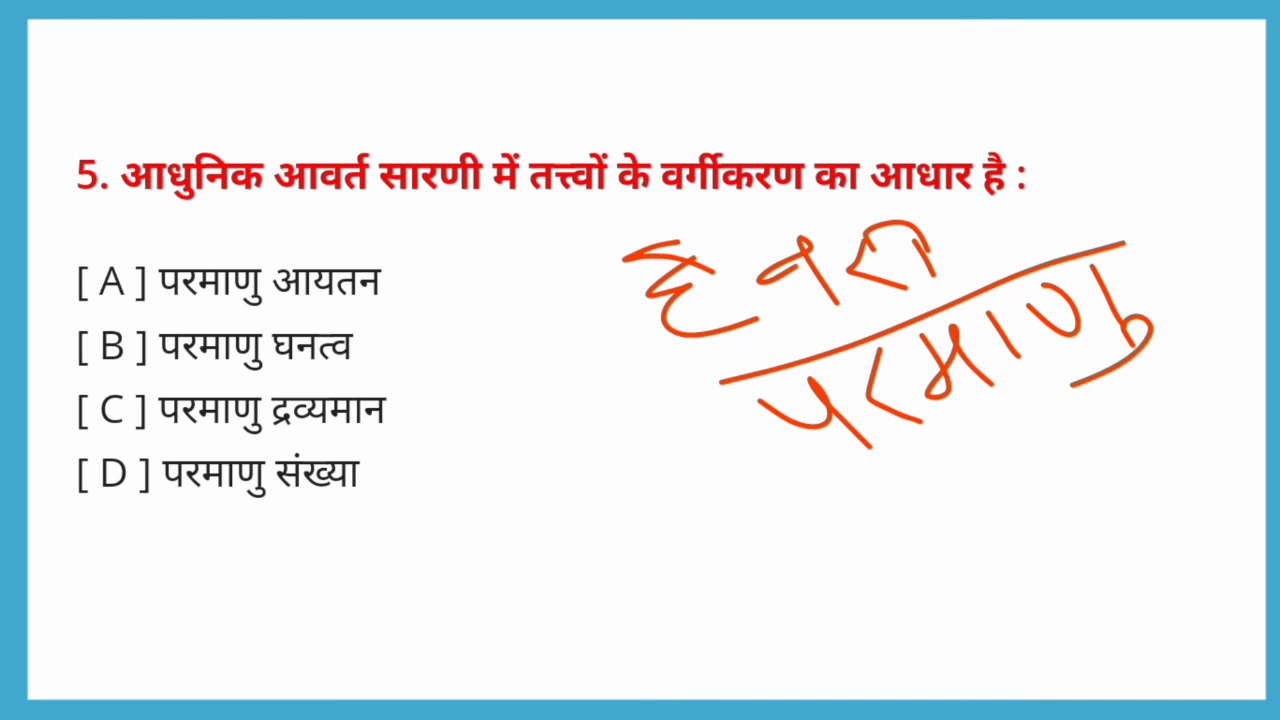 5. आधुनिक आवर्त सारणी में तत्त्वों के वर्गीकरण का आधार है :
[ A ] परमाणु आयतन
[ B ] परमाणु घनत्व
[ C ] परमाणु द्रव्यमान
[ D ] परमाणु संख्या
परमाणु